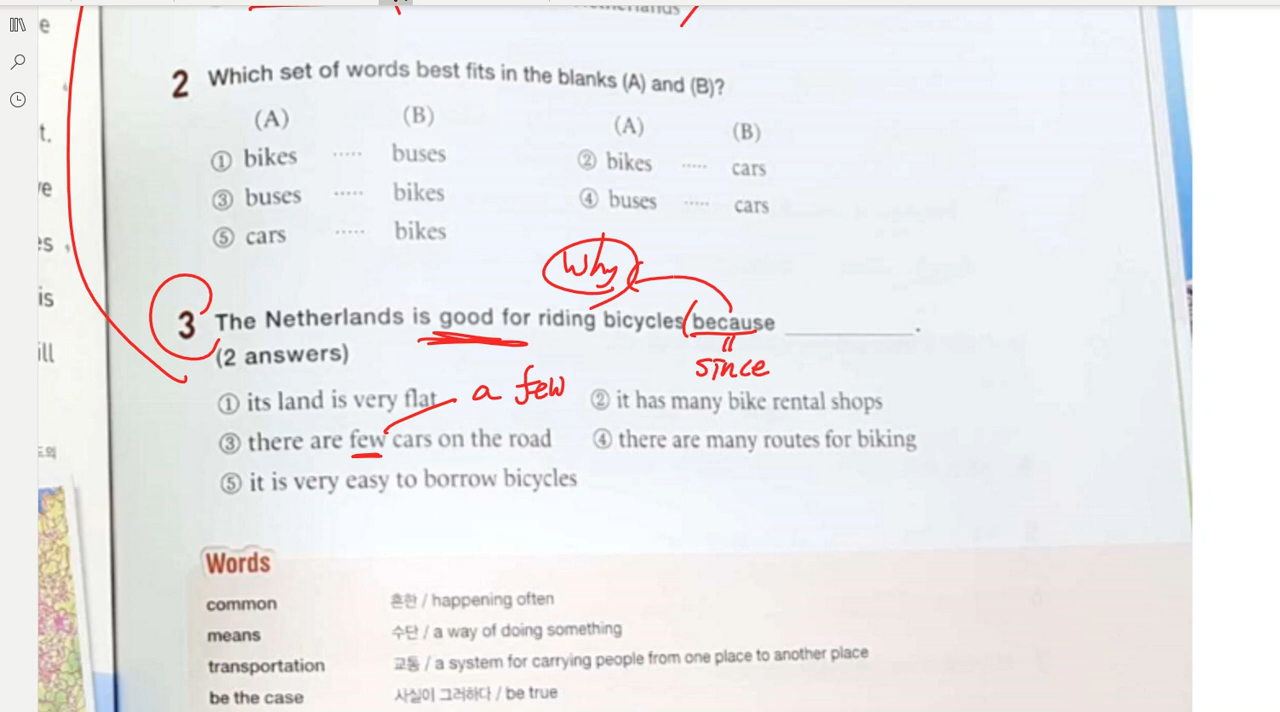 e
2 Which set of words best fits in the blanks (A) and (B)?
(A) (B) (A) (B)
① bikes ····· buses ② bikes ····· cars
③ buses ····· bikes ④ buses ····· cars
⑤ cars ····· bikes
t.
es
is
ill
Why
3 The Netherlands is good for riding bicycles because ________.
(2 answers)
since
a few
① its land is very flat ② it has many bike rental shops
③ there are few cars on the road ④ there are many routes for biking
⑤ it is very easy to borrow bicycles
Words
common 흔한 / happening often
means 수단 / a way of doing something
transportation 교통 / a system for carrying people from one place to another place
be the case 사실이 그러하다 / be true